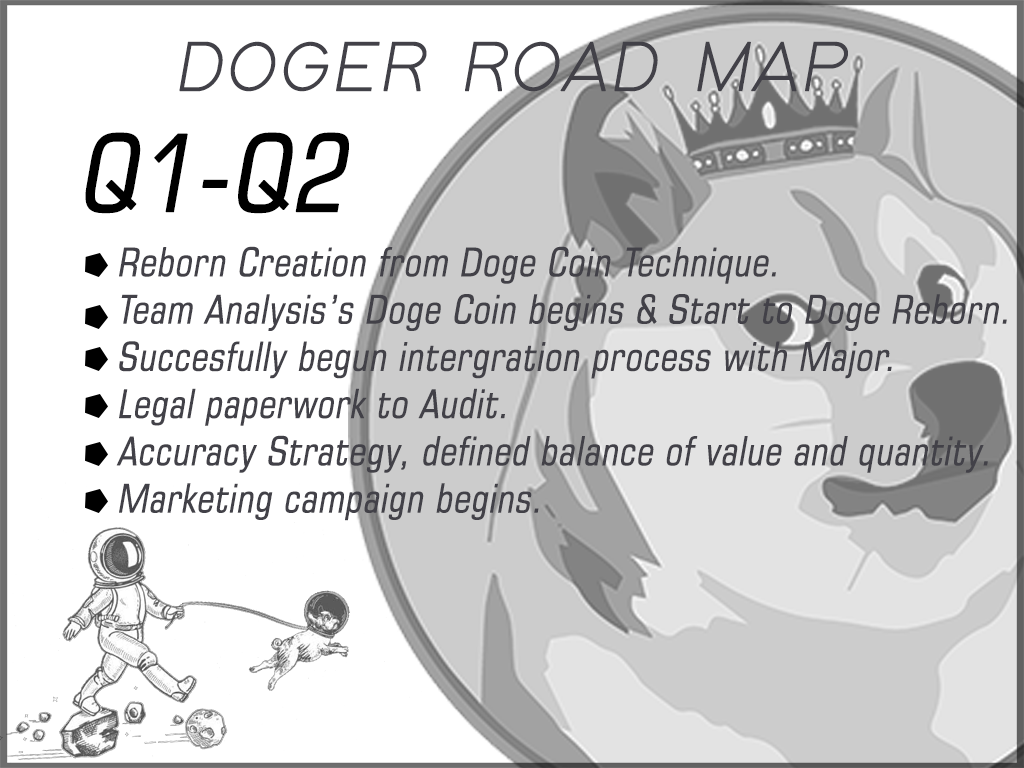 DOGER ROAD MAP
Q1-Q2
Reborn Creation from Doge Coin Technique.
Team Analysis's Doge Coin begins & Start to Doge Reborn.
Succesfully begun intergration process with Major.
Legal paperwork to Audit.
Accuracy Strategy, defined balance of value and quantity.
Marketing campaign begins.